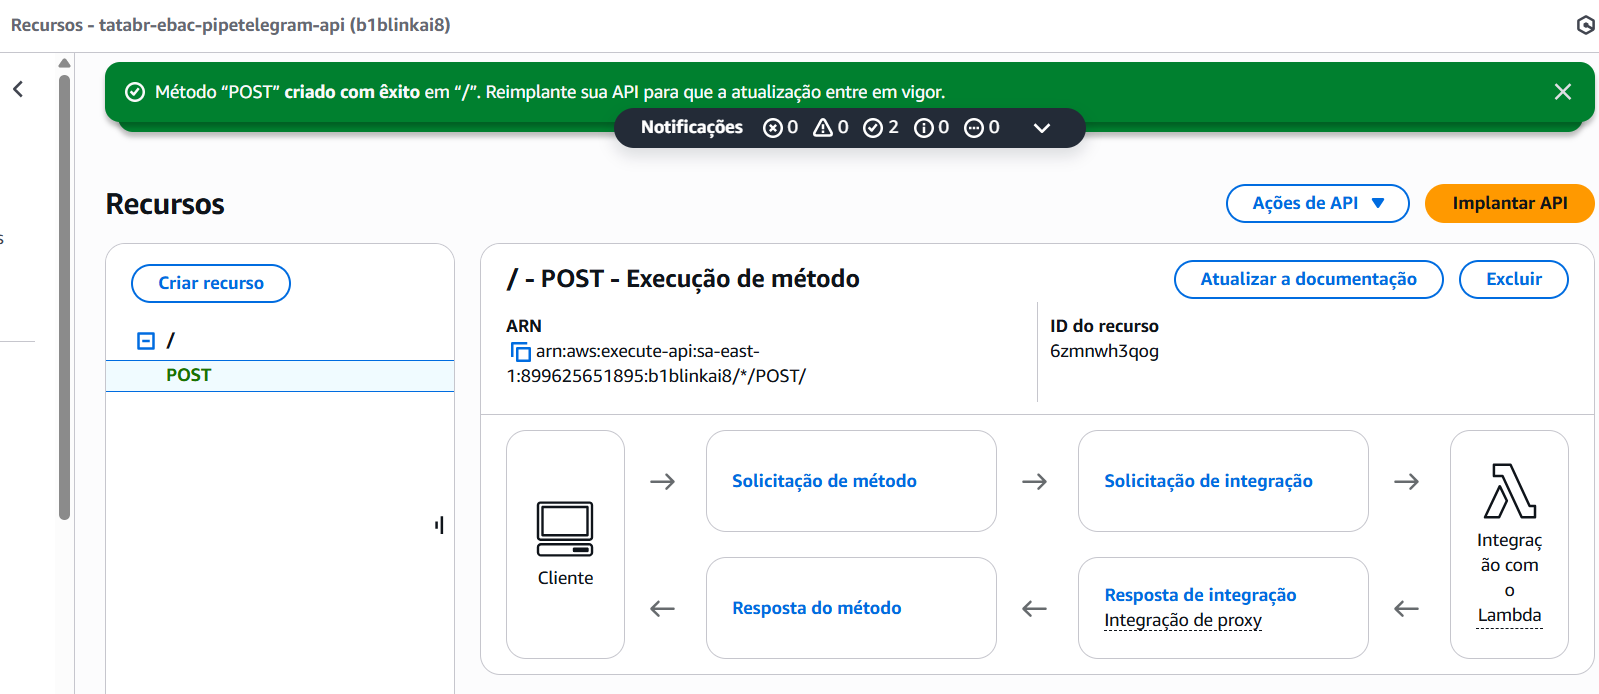 Recursos - tatabr-ebac-pipetelegram-api (b1blinkai8)
Método “POST” criado com êxito em “/”. Reimplante sua API para que a atualização entre em vigor.
Notificações 0 0 2 0 0
Recursos
Ações de API
Implantar API
s
Criar recurso
/
POST
/ - POST - Execução de método
Atualizar a documentação
Excluir
ARN
arn:aws:execute-api:sa-east-
1:899625651895:b1blinkai8/*/POST/
ID do recurso
6zmnwh3qog
Cliente
Solicitação de método
Solicitação de integração
Resposta do método
Resposta de integração
Integração de proxy
Integraç
ão com
o
Lambda